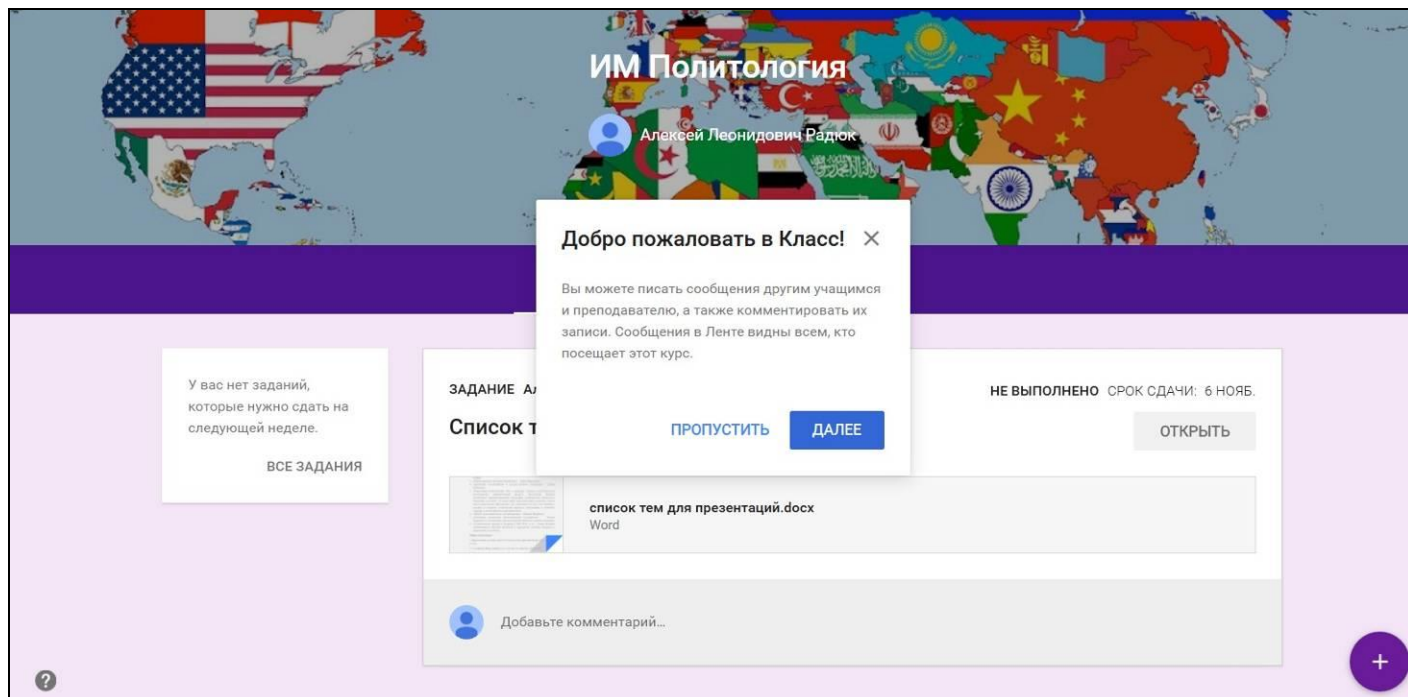 ИМ Политология
Алексей Леонидович Радюк
Добро пожаловать в Класс!
Вы можете писать сообщения другим учащимся
и преподавателю, а также комментировать их
записи. Сообщения в Ленте видны всем, кто
посещает этот курс.
ПРОПУСТИТЬ ДАЛЕЕ
У вас нет заданий,
которые нужно сдать на
следующей неделе.
ВСЕ ЗАДАНИЯ
ЗАДАНИЕ
НЕ ВЫПОЛНЕНО СРОК СДАЧИ: 6 НОЯБ.
Список
ОТКРЫТЬ
список тем для презентаций.docx
Word
Добавьте комментарий...